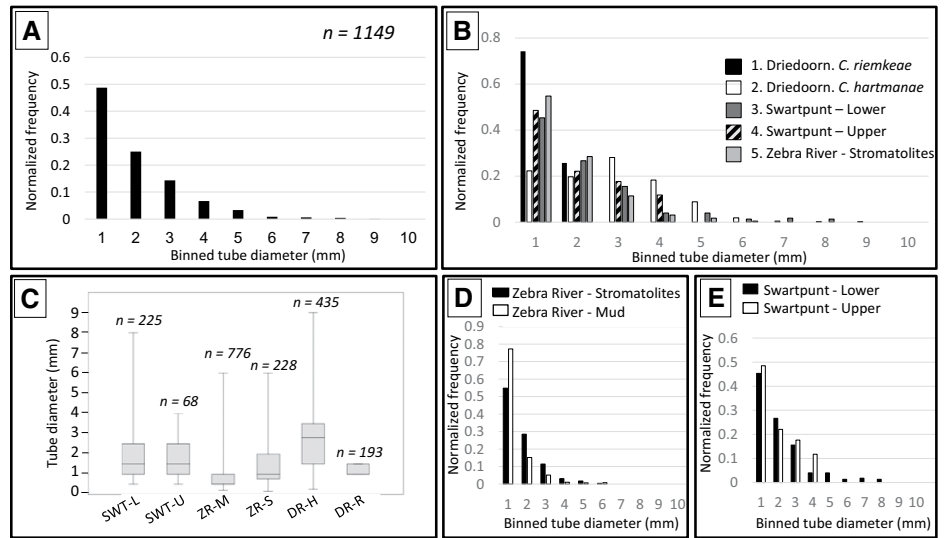 A
n = 1149
0.6
0.5
0.4
0.3
0.2
0.1
0
Normalized frequency
1 2 3 4 5 6 7 8 9 10
Binned tube diameter (mm)
B
0.8
0.6
0.4
0.2
0
Normalized frequency
1. Driedoorn. C. riemkeae
2. Driedoorn. C. hartmanae
3. Swartpunt – Lower
4. Swartpunt – Upper
5. Zebra River - Stromatolites
1 2 3 4 5 6 7 8 9 10
Binned tube diameter (mm)
C
9
8
7
6
5
4
3
2
1
0
Tube diameter (mm)
n = 225
n = 68
n = 776
n = 228
n = 435
n = 193
SWT-L
SWT-U
ZR-M
ZR-S
DR-H
DR-R
D
Zebra River - Stromatolites
Zebra River - Mud
0.9
0.8
0.7
0.6
0.5
0.4
0.3
0.2
0.1
0
Normalized frequency
1 2 3 4 5 6 7 8 9 10
Binned tube diameter (mm)
E
Swartpunt - Lower
Swartpunt - Upper
0.6
0.5
0.4
0.3
0.2
0.1
0
Normalized frequency
1 2 3 4 5 6 7 8 9 10
Binned tube diameter (mm)